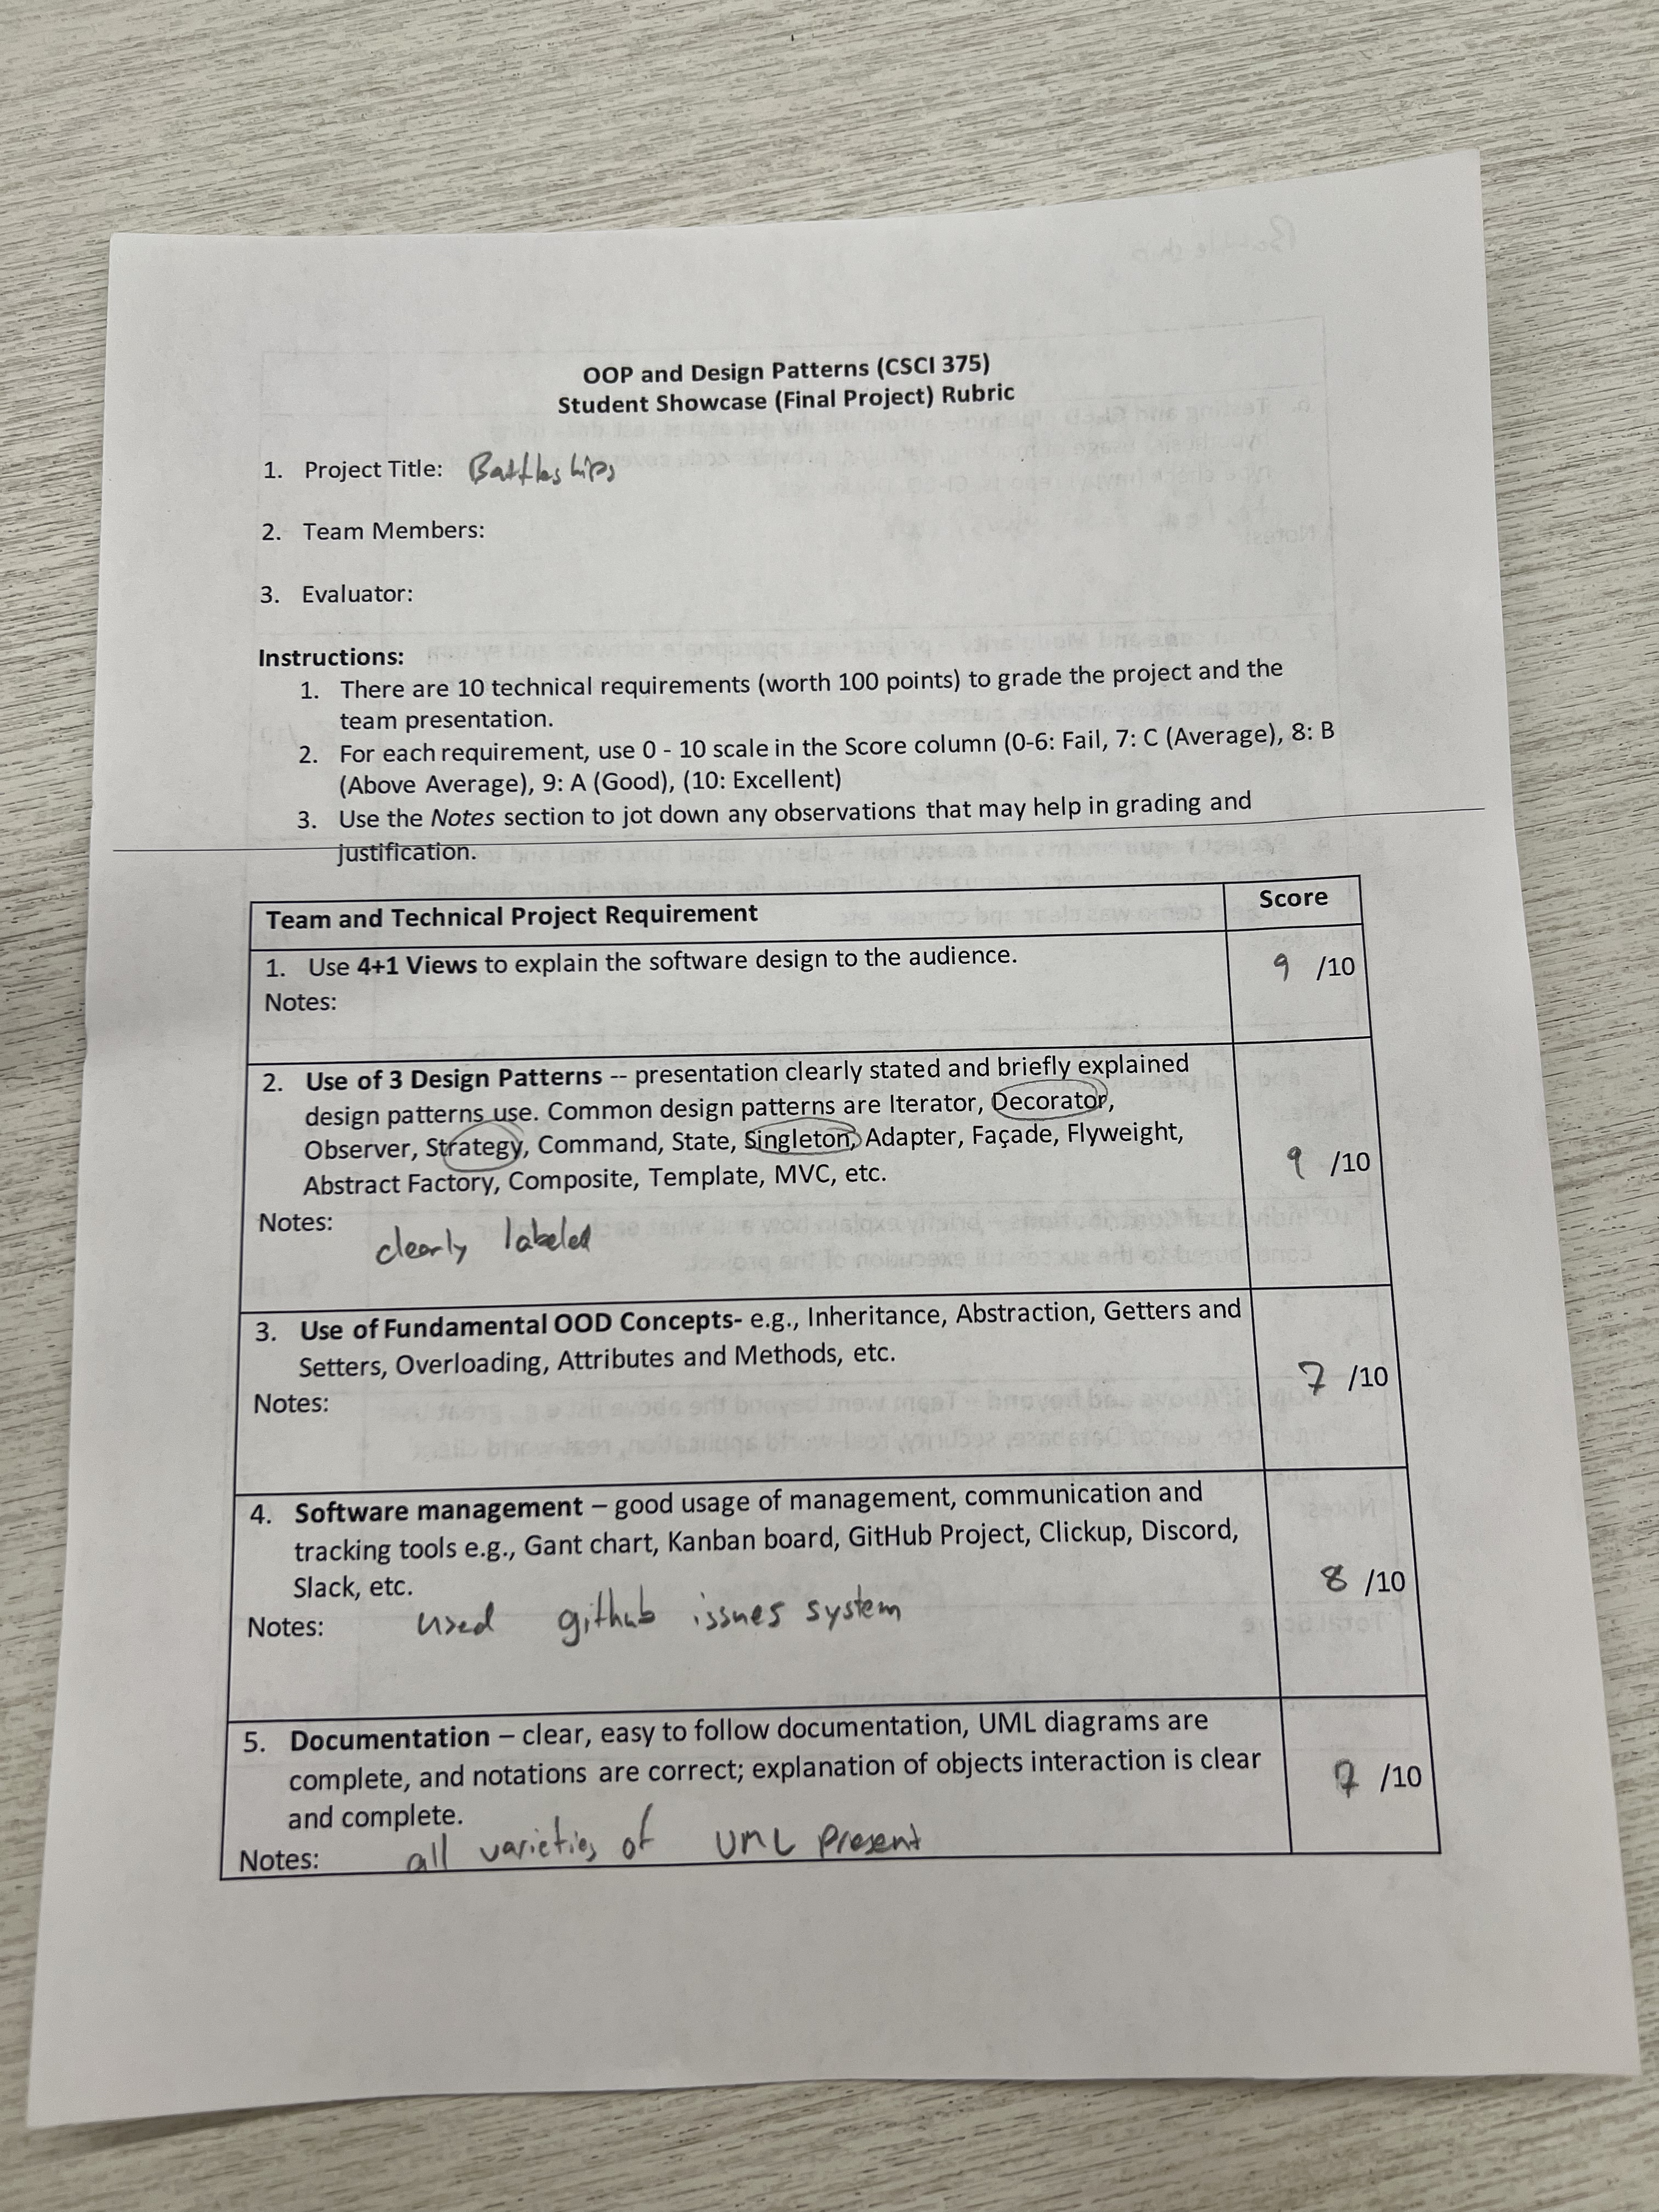 OOP and Design Patterns (CSCI 375)
Student Showcase (Final Project) Rubric
1. Project Title: Battleships
2. Team Members:
3. Evaluator:
Instructions:
1. There are 10 technical requirements (worth 100 points) to grade the project and the
team presentation.
2. For each requirement, use 0 - 10 scale in the Score column (0-6: Fail, 7: C (Average), 8: B
(Above Average), 9: A (Good), (10: Excellent)
3. Use the Notes section to jot down any observations that may help in grading and
justification.
Team and Technical Project Requirement Score
1. Use 4+1 Views to explain the software design to the audience.
9 /10
Notes:
2. Use of 3 Design Patterns -- presentation clearly stated and briefly explained
design patterns use. Common design patterns are Iterator, Decorator,
Observer, Strategy, Command, State, Singleton, Adapter, Façade, Flyweight,
Abstract Factory, Composite, Template, MVC, etc.
9 /10
Notes: clearly labeled
3. Use of Fundamental OOD Concepts- e.g., Inheritance, Abstraction, Getters and
Setters, Overloading, Attributes and Methods, etc.
7 /10
Notes:
4. Software management – good usage of management, communication and
tracking tools e.g., Gant chart, Kanban board, GitHub Project, Clickup, Discord,
Slack, etc.
8 /10
Notes: used github issues system
5. Documentation – clear, easy to follow documentation, UML diagrams are
complete, and notations are correct; explanation of objects interaction is clear
and complete.
/10
Notes: all varieties of UML present